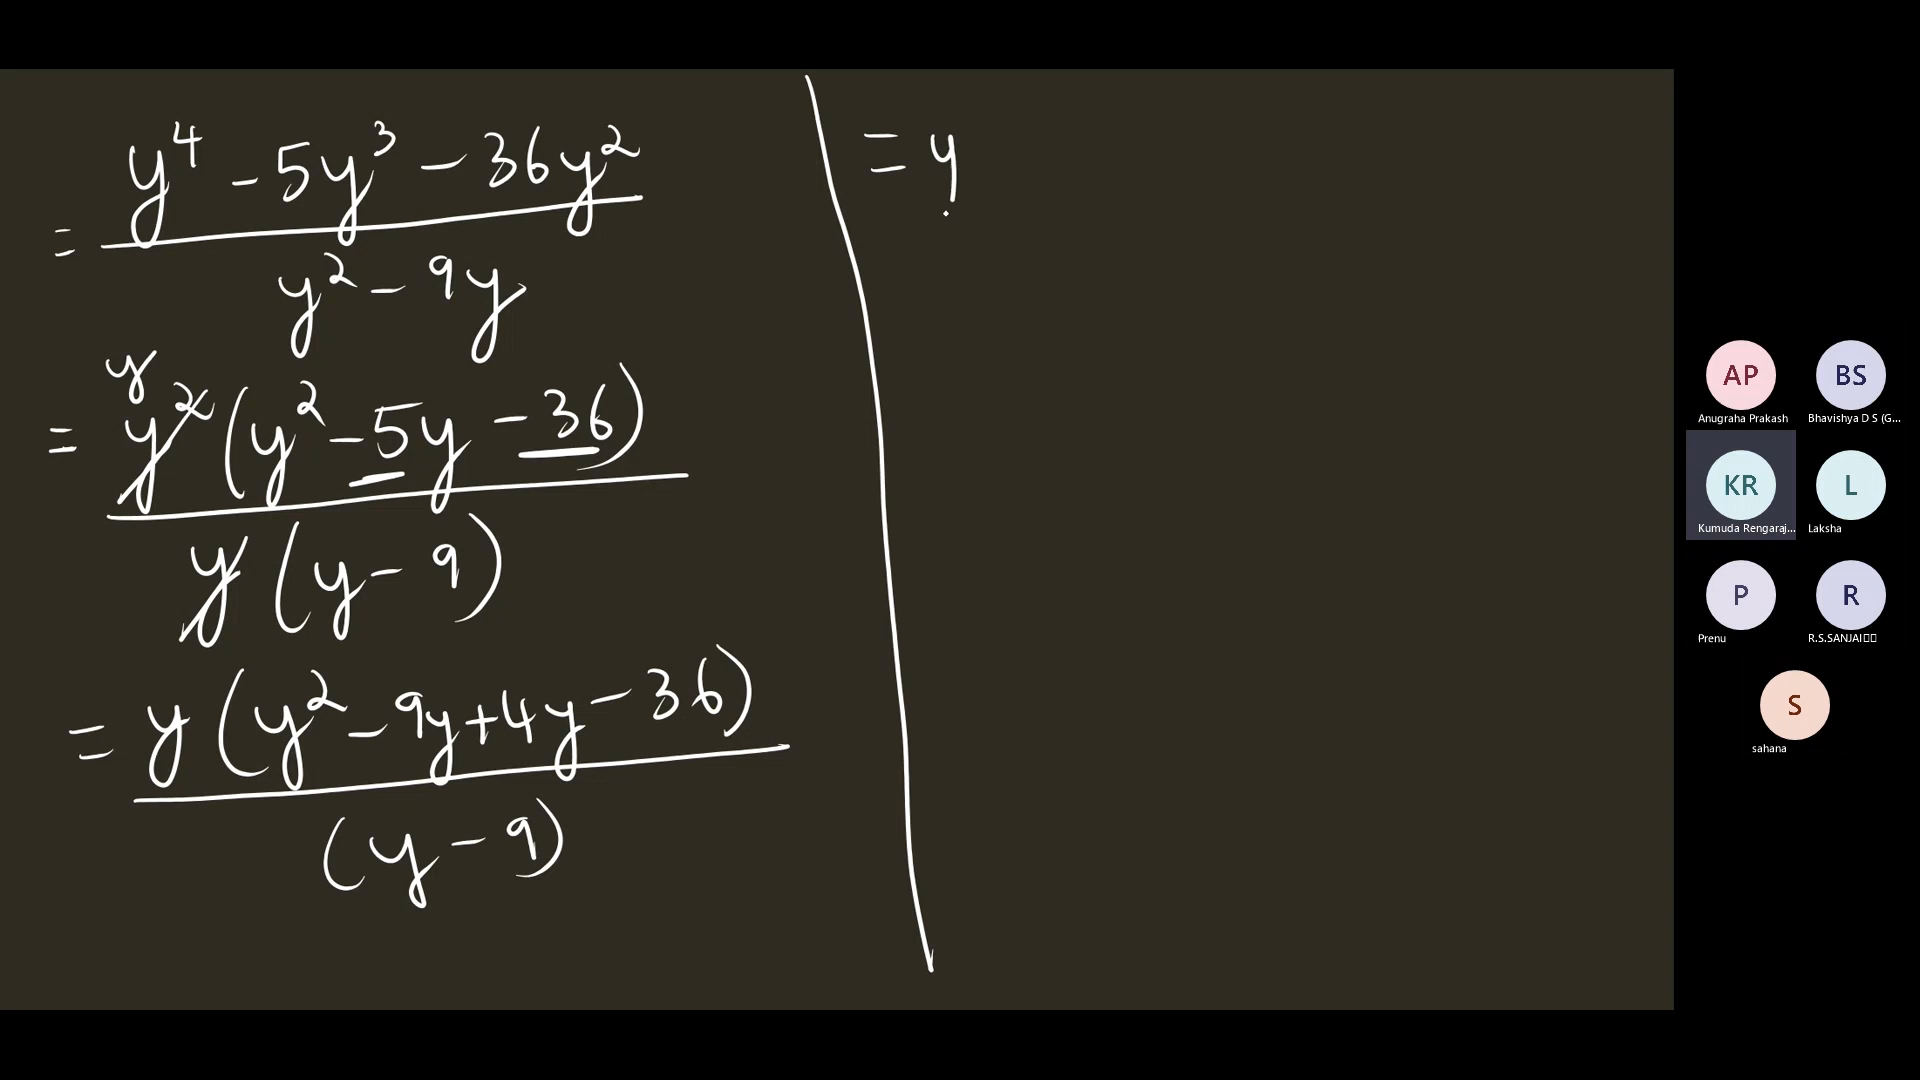 = y⁴ - 5y³ - 36y² / y² - 9y
y
= y² (y² - 5y - 36) / y (y - 9)
= y (y² - 9y + 4y - 36) / (y - 9)
= y
AP
Anugraha Prakash
BS
Bhavishya D S (G...
KR
Kumuda Rengaraj...
L
Laksha
P
Prenu
R
R.S.SANJAI
S
sahana